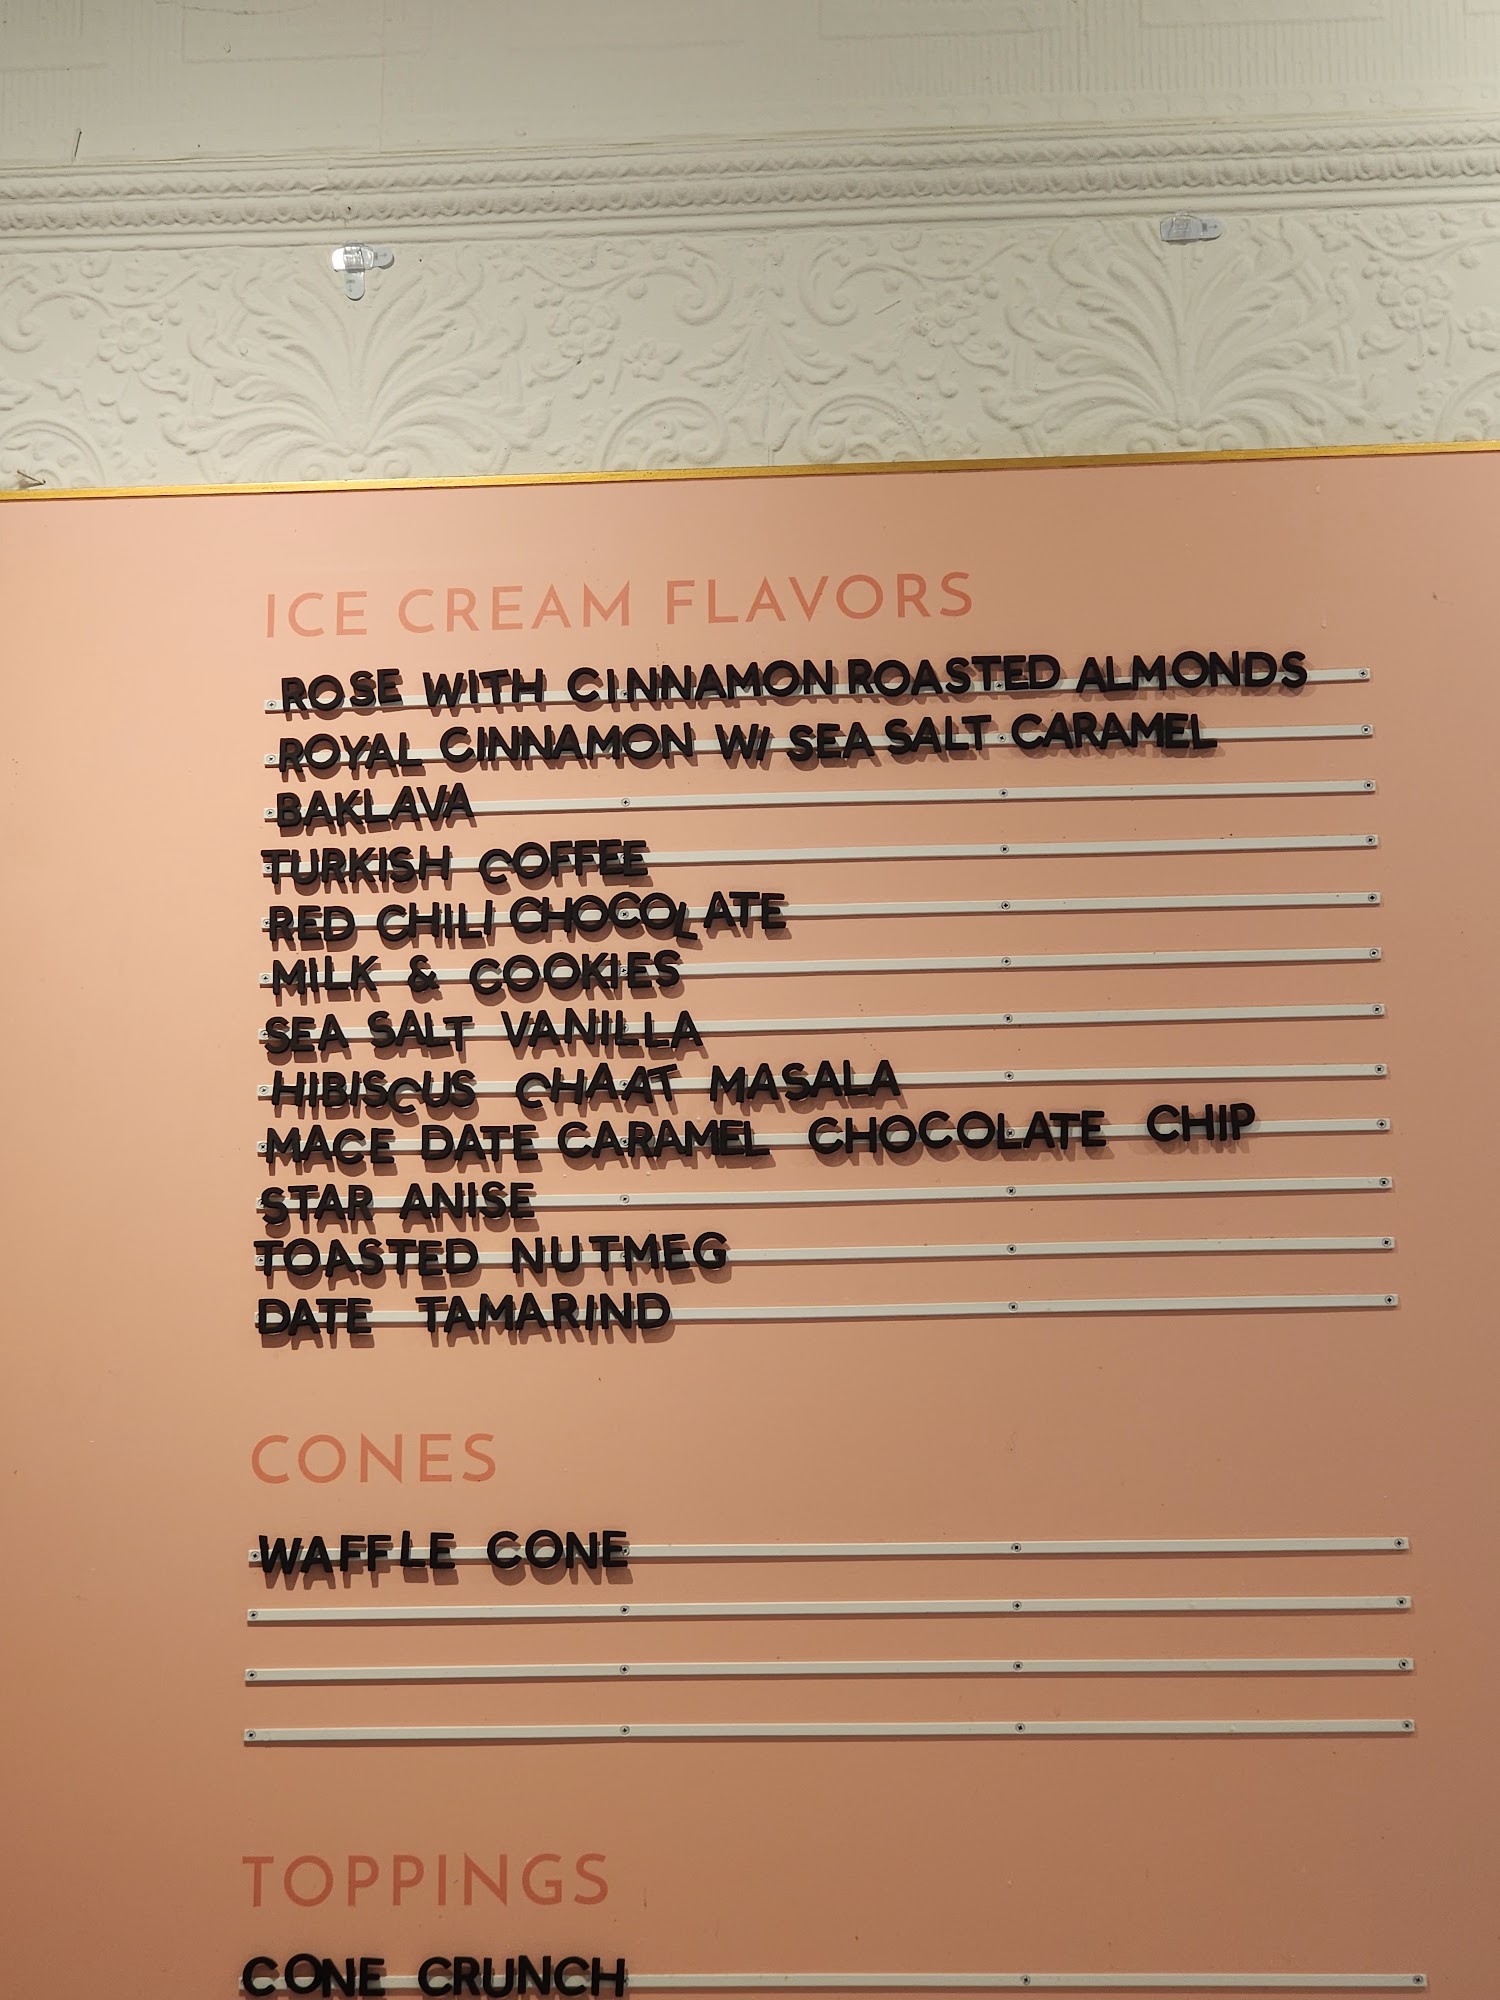 ICE CREAM FLAVORS
ROSE WITH CINNAMON ROASTED ALMONDS
ROYAL CINNAMON W/ SEA SALT CARAMEL
BAKLAVA
TURKISH COFFEE
RED CHILI CHOCOLATE
MILK & COOKIES
SEA SALT VANILLA
HIBISCUS CHAAT MASALA
MACE DATE CARAMEL CHOCOLATE CHIP
STAR ANISE
TOASTED NUTMEG
DATE TAMARIND
CONES
WAFFLE CONE
TOPPINGS
CONE CRUNCH